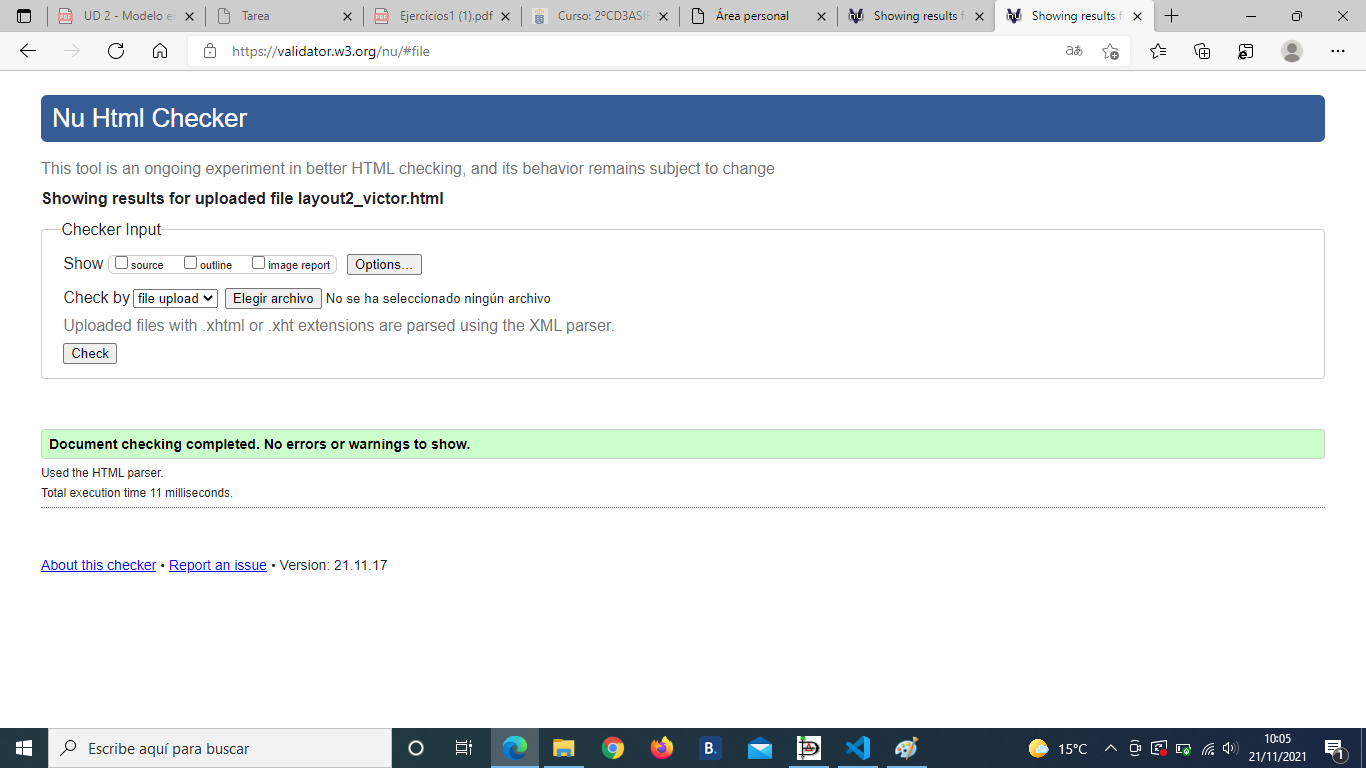 UD 2 - Modelo e
Tarea
Ejercicios1 (1).pdf
Curso: 2ºCD3ASIR
Área personal
Showing results f
Showing results f
https://validator.w3.org/nu/#file
Nu Html Checker
This tool is an ongoing experiment in better HTML checking, and its behavior remains subject to change
Showing results for uploaded file layout2_victor.html
Checker Input
Show source outline image report Options...
Check by file upload Elegir archivo No se ha seleccionado ningún archivo
Uploaded files with .xhtml or .xht extensions are parsed using the XML parser.
Check
Document checking completed. No errors or warnings to show.
Used the HTML parser.
Total execution time 11 milliseconds.
About this checker • Report an issue • Version: 21.11.17
Escribe aquí para buscar
B.
15°C
10:05
21/11/2021
1